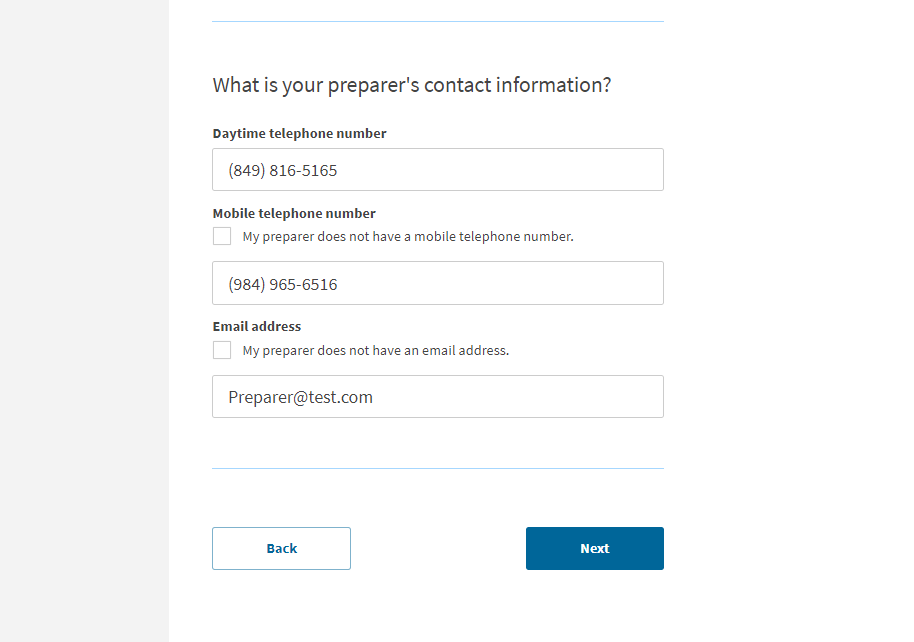 What is your preparer's contact information?
Daytime telephone number
(849) 816-5165
Mobile telephone number
My preparer does not have a mobile telephone number.
(984) 965-6516
Email address
My preparer does not have an email address.
Preparer@test.com
Back
Next